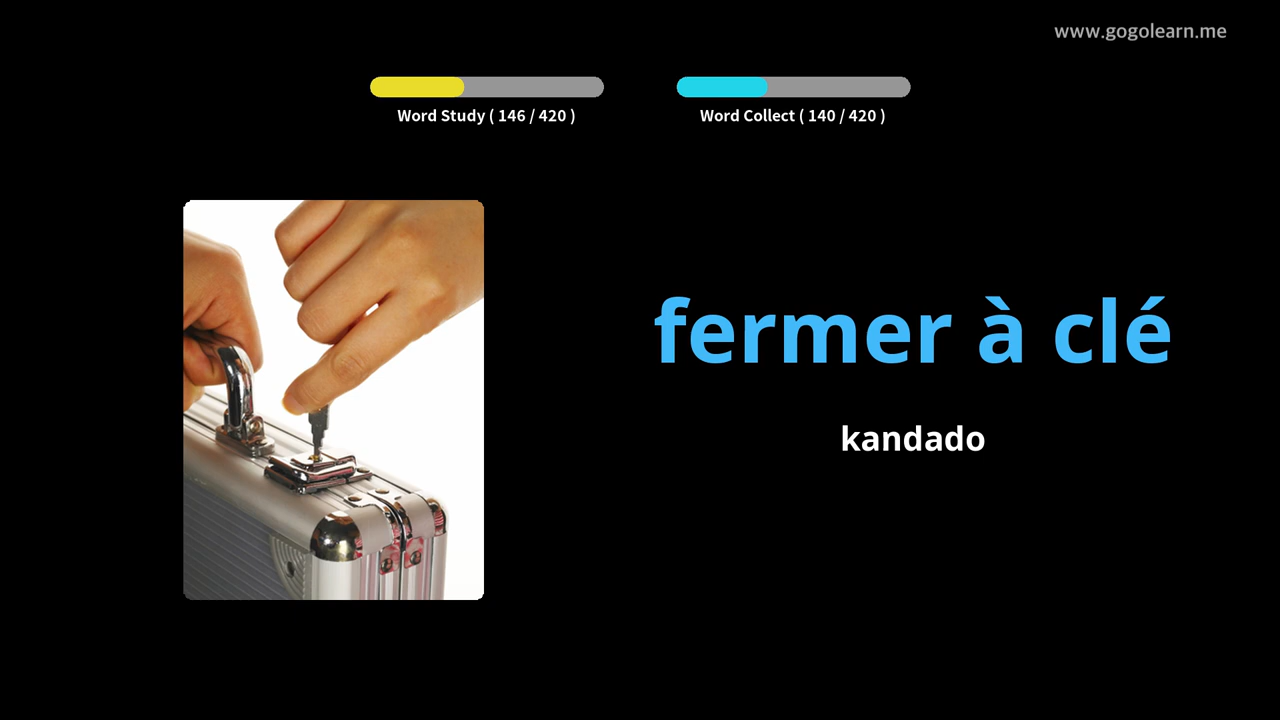 www.gogolearn.me
Word Study ( 146 / 420 )
Word Collect ( 140 / 420 )
fermer à clé
kandado